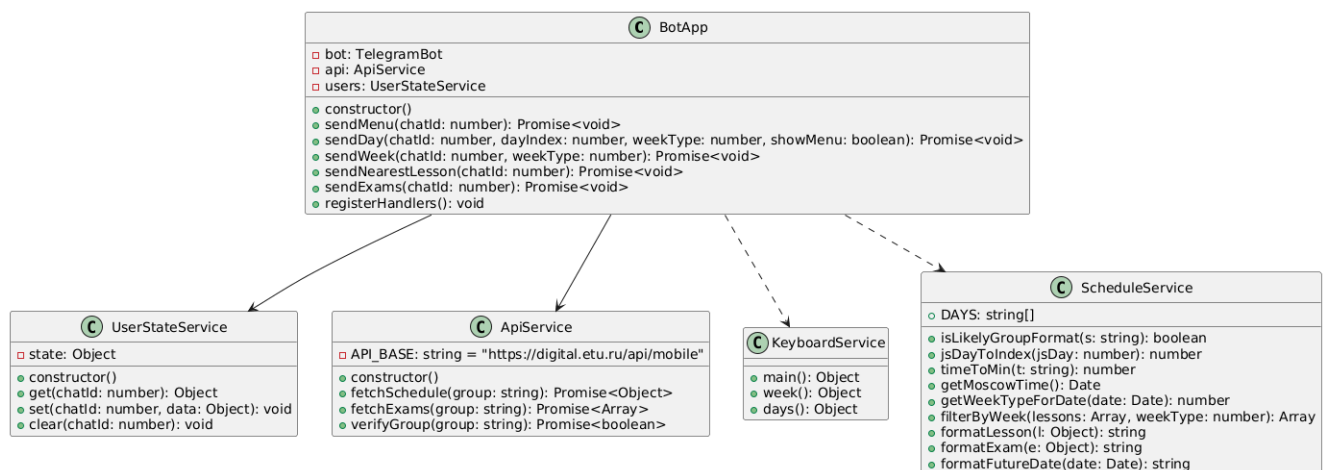 C BotApp
bot: TelegramBot
api: ApiService
users: UserStateService
constructor()
sendMenu(chatId: number): Promise<void>
sendDay(chatId: number, dayIndex: number, weekType: number, showMenu: boolean): Promise<void>
sendWeek(chatId: number, weekType: number): Promise<void>
sendNearestLesson(chatId: number): Promise<void>
sendExams(chatId: number): Promise<void>
registerHandlers(): void
C UserStateService
state: Object
constructor()
get(chatId: number): Object
set(chatId: number, data: Object): void
clear(chatId: number): void
C ApiService
API_BASE: string = "https://digital.etu.ru/api/mobile"
constructor()
fetchSchedule(group: string): Promise<Object>
fetchExams(group: string): Promise<Array>
verifyGroup(group: string): Promise<boolean>
C KeyboardService
main(): Object
week(): Object
days(): Object
C ScheduleService
DAYS: string[]
isLikelyGroupFormat(s: string): boolean
jsDayToIndex(jsDay: number): number
timeToMin(t: string): number
getMoscowTime(): Date
getWeekTypeForDate(date: Date): number
filterByWeek(lessons: Array, weekType: number): Array
formatLesson(l: Object): string
formatExam(e: Object): string
formatFutureDate(date: Date): string